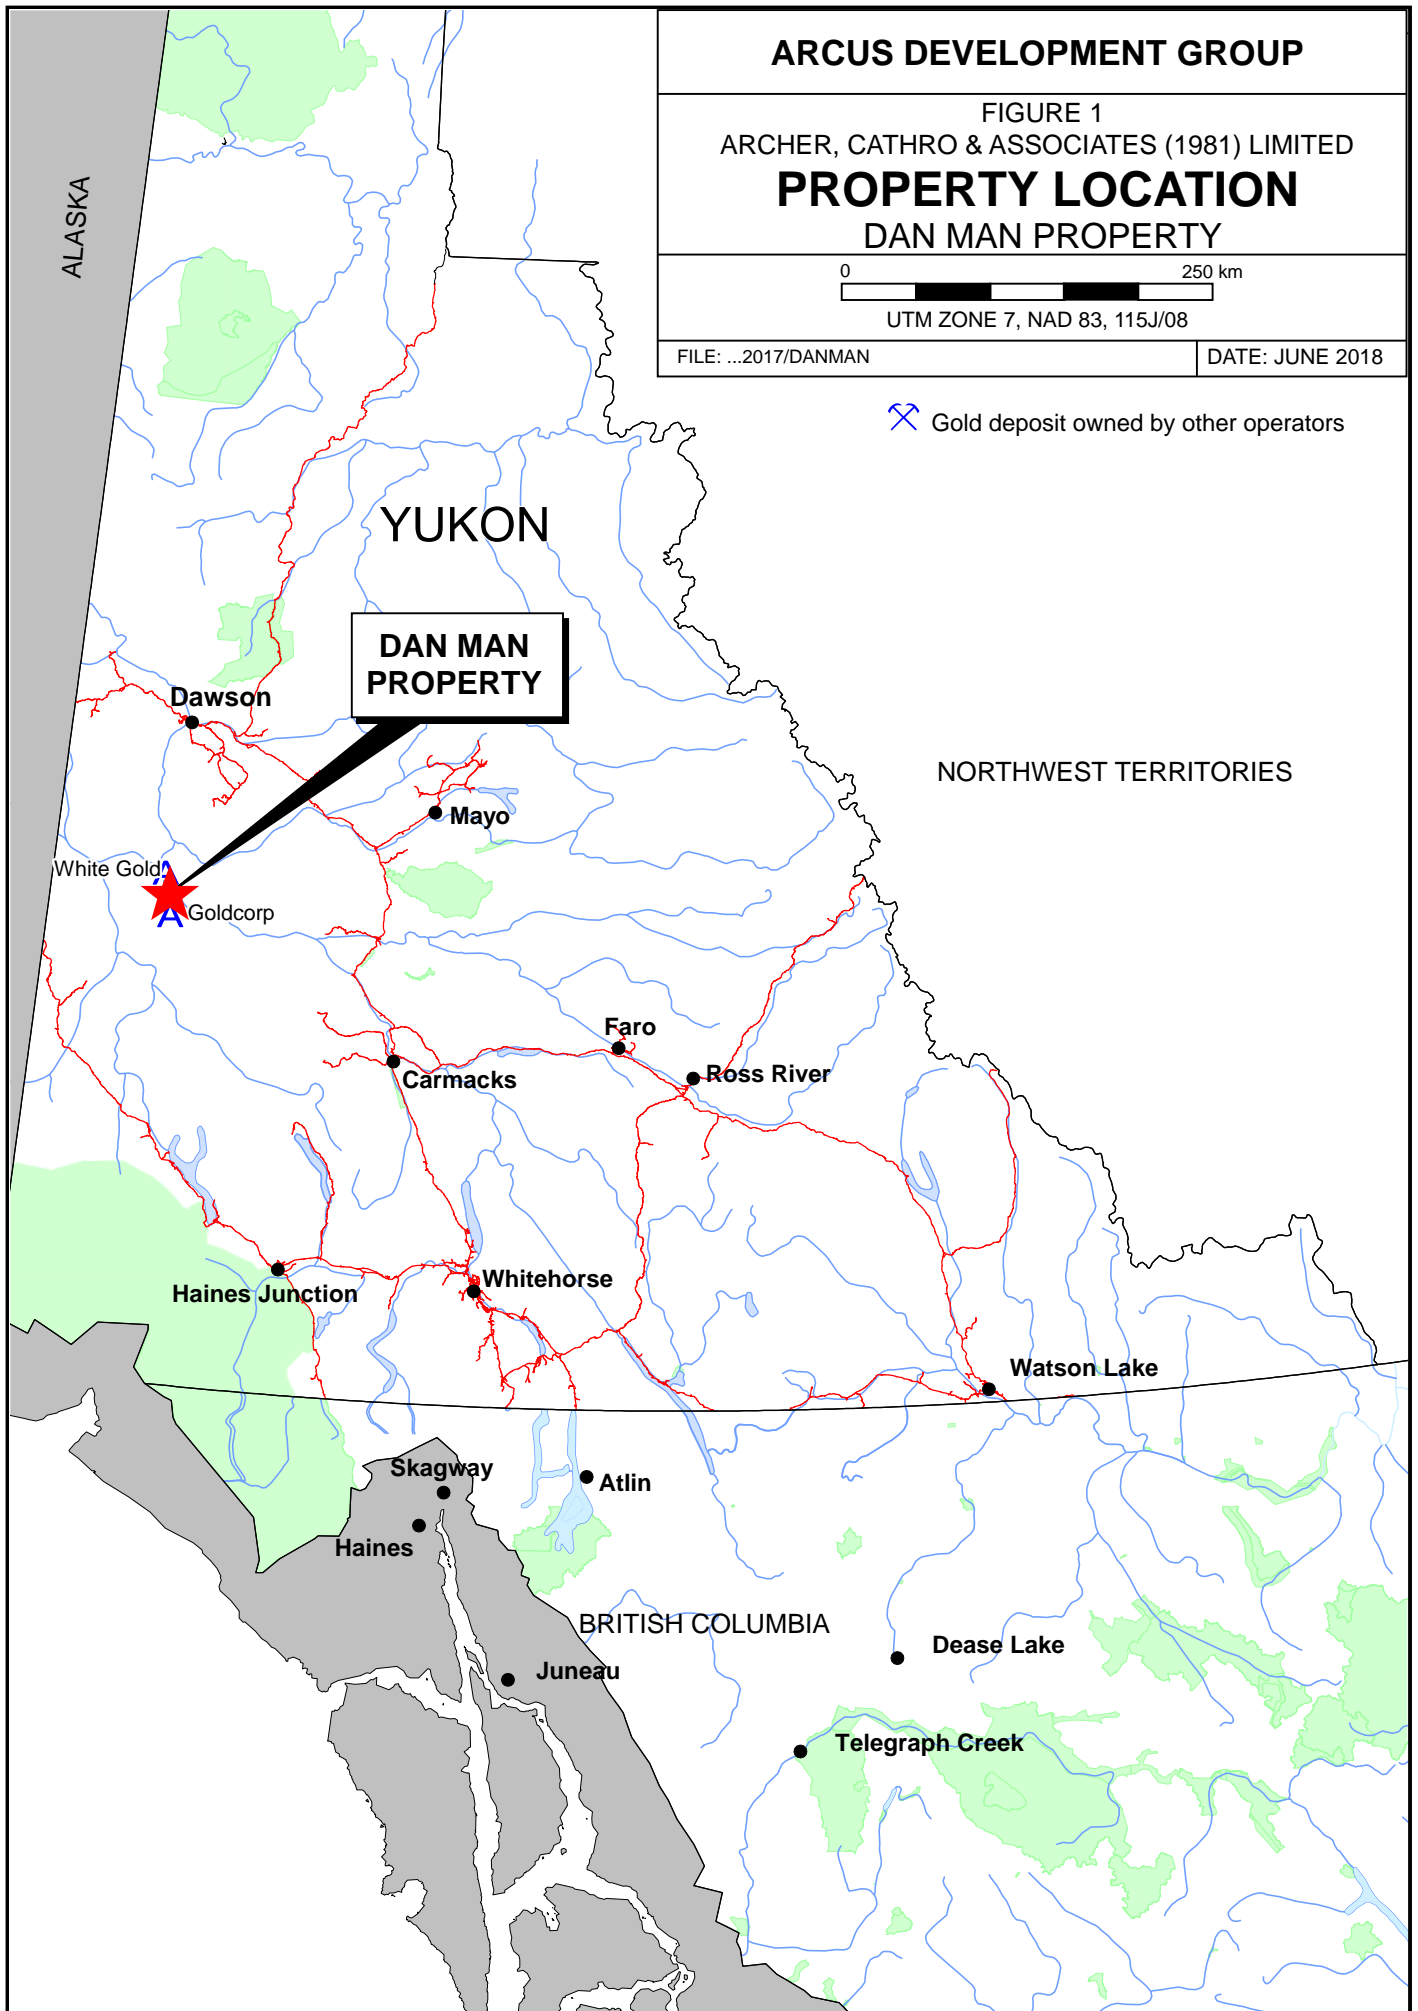 ARCUS DEVELOPMENT GROUP
FIGURE 1
ARCHER, CATHRO & ASSOCIATES (1981) LIMITED
PROPERTY LOCATION
DAN MAN PROPERTY
0 250 km
UTM ZONE 7, NAD 83, 115J/08
FILE: ...2017/DANMAN
DATE: JUNE 2018
Gold deposit owned by other operators
ALASKA
YUKON
DAN MAN
PROPERTY
Dawson
NORTHWEST TERRITORIES
Mayo
White Gold
A
A
Goldcorp
Faro
Ross River
Carmacks
Whitehorse
Haines Junction
Watson Lake
Skagway
Atlin
Haines
BRITISH COLUMBIA
Dease Lake
Juneau
Telegraph Creek